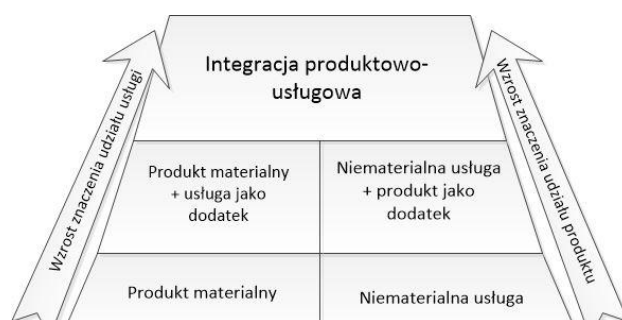 Integracja produktowo-
usługowa
Wzrost znaczenia udziału usługi
Wzrost znaczenia udziału produktu
Produkt materialny
+ usługa jako
dodatek
Niematerialna usługa
+ produkt jako
dodatek
Produkt materialny
Niematerialna usługa